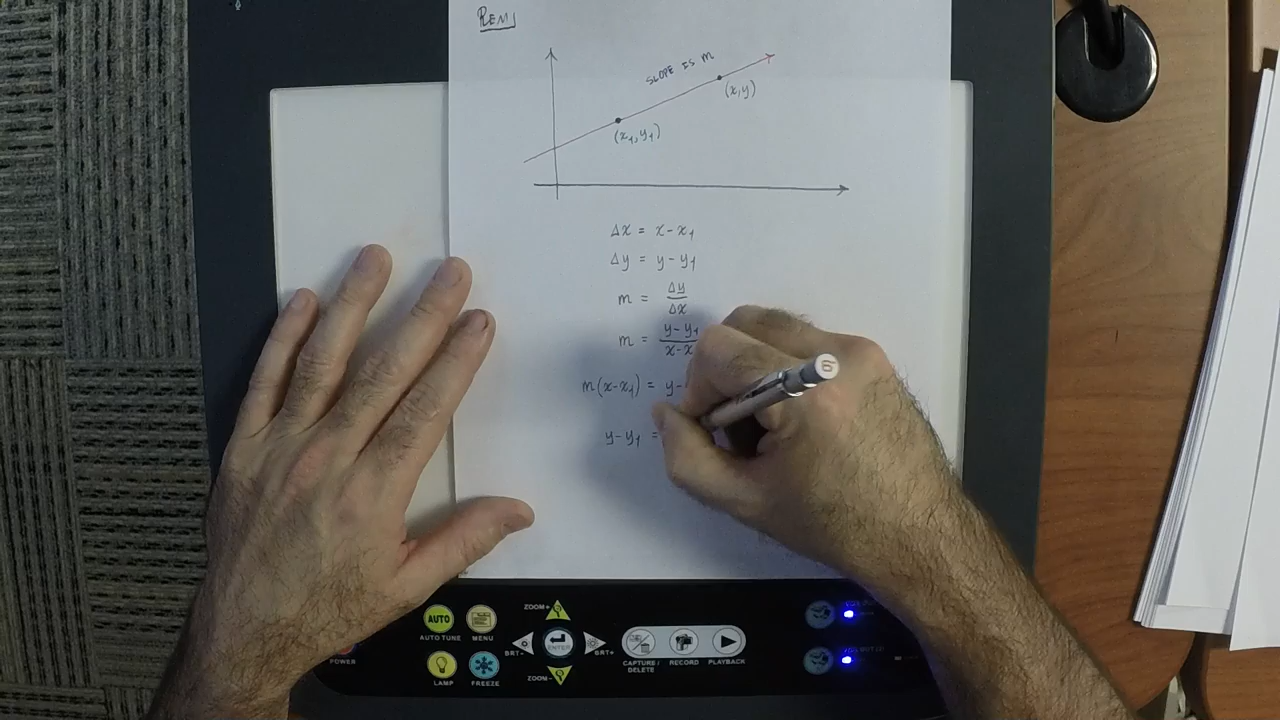 REM
SLOPE IS m
(x,y)
(x₁,y₁)
Δx = x-x₁
Δy = y-y₁
m = Δy/Δx
m = y-y₁/x-x
m(x-x₁) = y-
y-y₁ =
6
AUTO
AUTO TUNE
MENU
ZOOM+
BRT-
ENTER
BRT+
ZOOM-
CAPTURE / DELETE
RECORD
PLAYBACK
POWER
LAMP
FREEZE